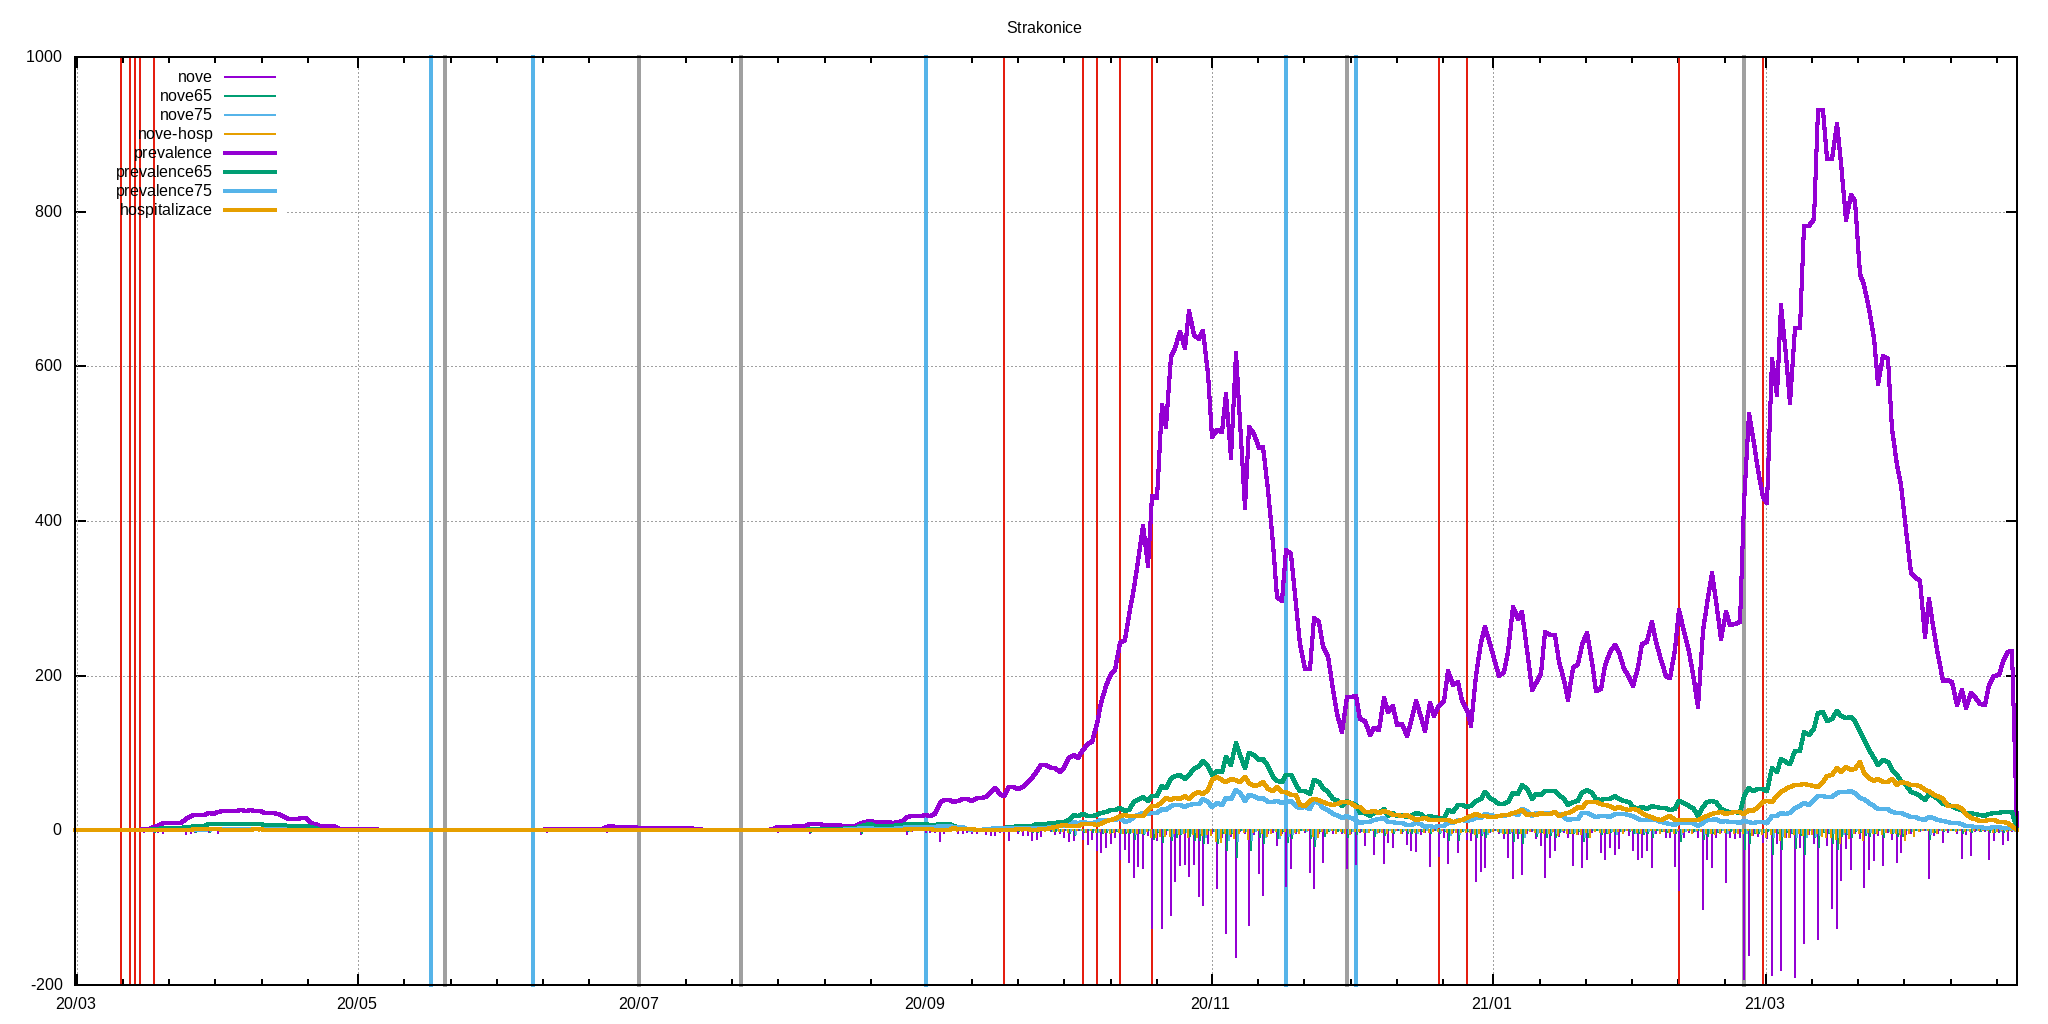 Strakonice
1000
800
600
400
200
0
-200
nove
nove65
nove75
nove-hosp
prevalence
prevalence65
prevalence75
hospitalizace
20/03 20/05 20/07 20/09 20/11 21/01 21/03